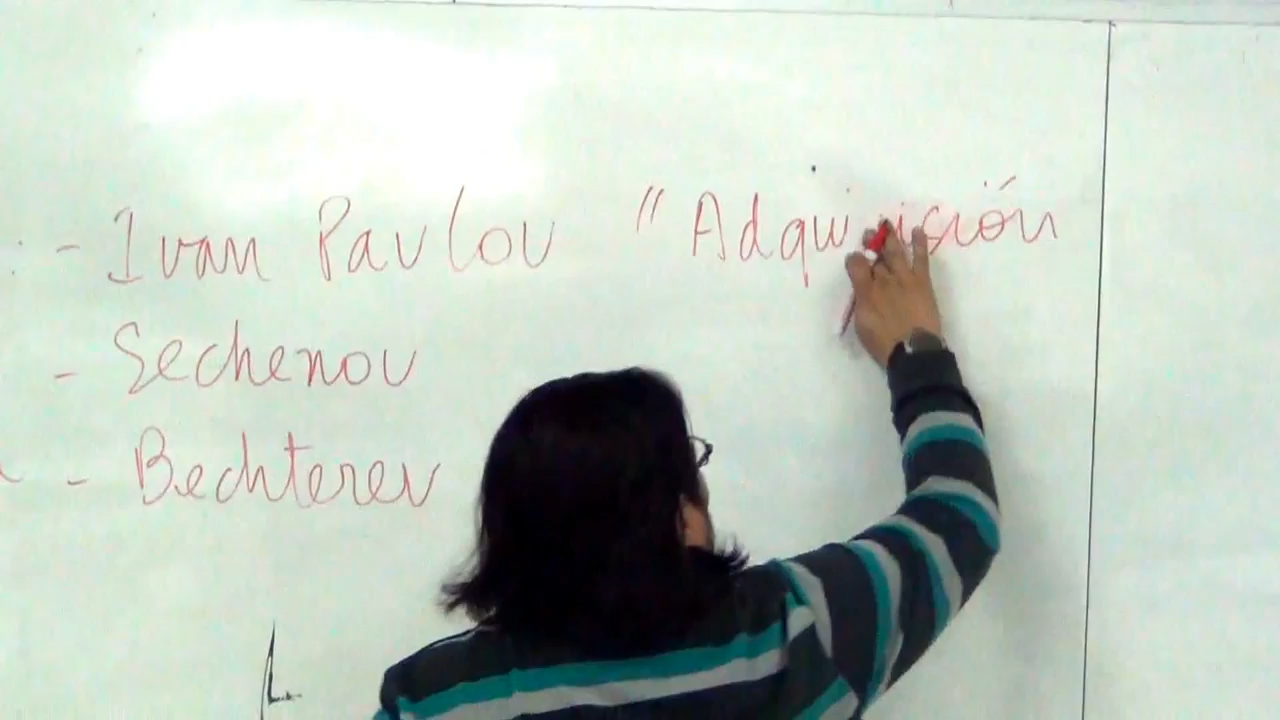 - Ivan Pavlov " Adquisición
- Sechenov
- Bechterev